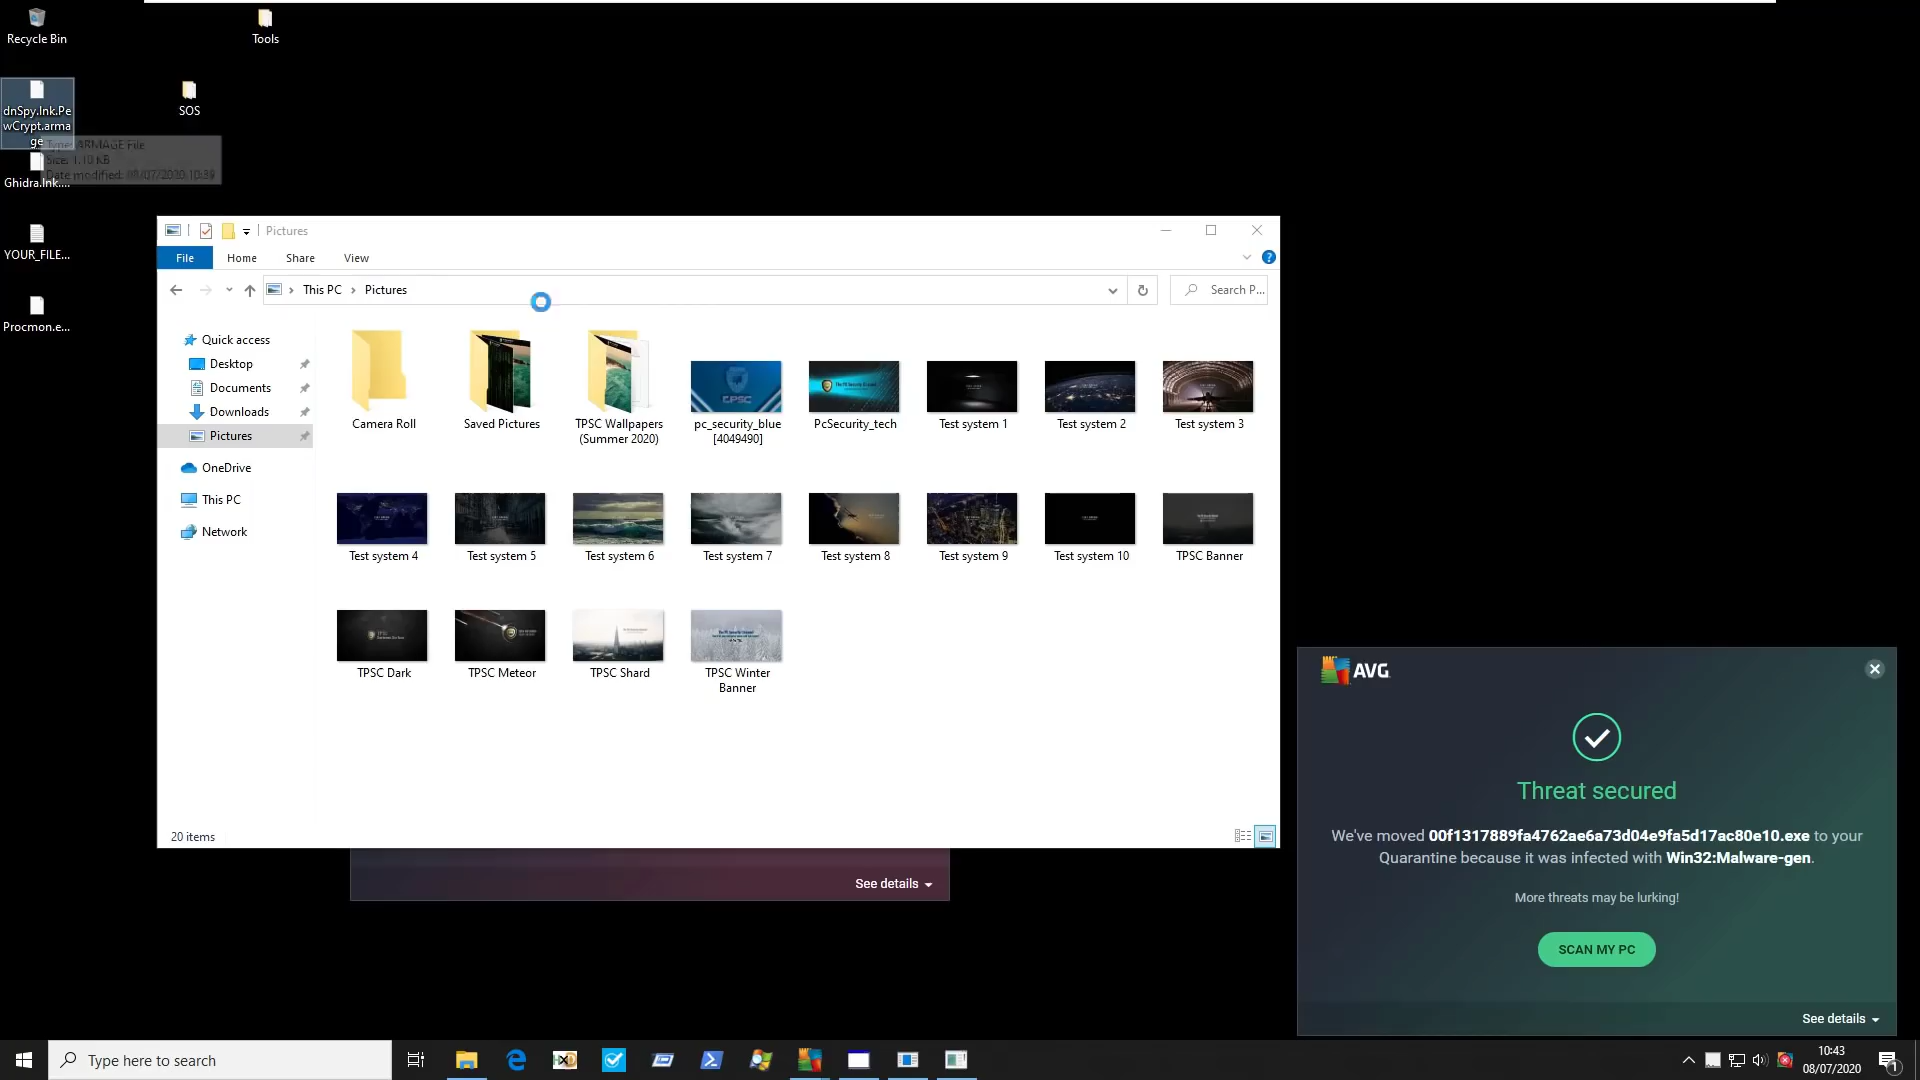 Recycle Bin
Tools
dnSpy.lnk.Pe
wCrypt.arma
ge
SOS
Type: ARMAGE File
Size: 1.10 KB
Date modified: 08/07/2020 10:39
Ghidra.lnk....
YOUR_FILE...
Procmon.e...
Pictures
File
Home
Share
View
This PC
Pictures
Search P...
Quick access
Desktop
Documents
Downloads
Pictures
OneDrive
This PC
Network
Camera Roll
Saved Pictures
TPSC Wallpapers
(Summer 2020)
pc_security_blue
[4049490]
PcSecurity_tech
Test system 1
Test system 2
Test system 3
Test system 4
Test system 5
Test system 6
Test system 7
Test system 8
Test system 9
Test system 10
TPSC Banner
TPSC Dark
TPSC Meteor
TPSC Shard
TPSC Winter
Banner
20 items
See details
AVG
Threat secured
We've moved 00f1317889fa4762ae6a73d04e9fa5d17ac80e10.exe to your
Quarantine because it was infected with Win32:Malware-gen.
More threats may be lurking!
SCAN MY PC
See details
Type here to search
10:43
08/07/2020
1